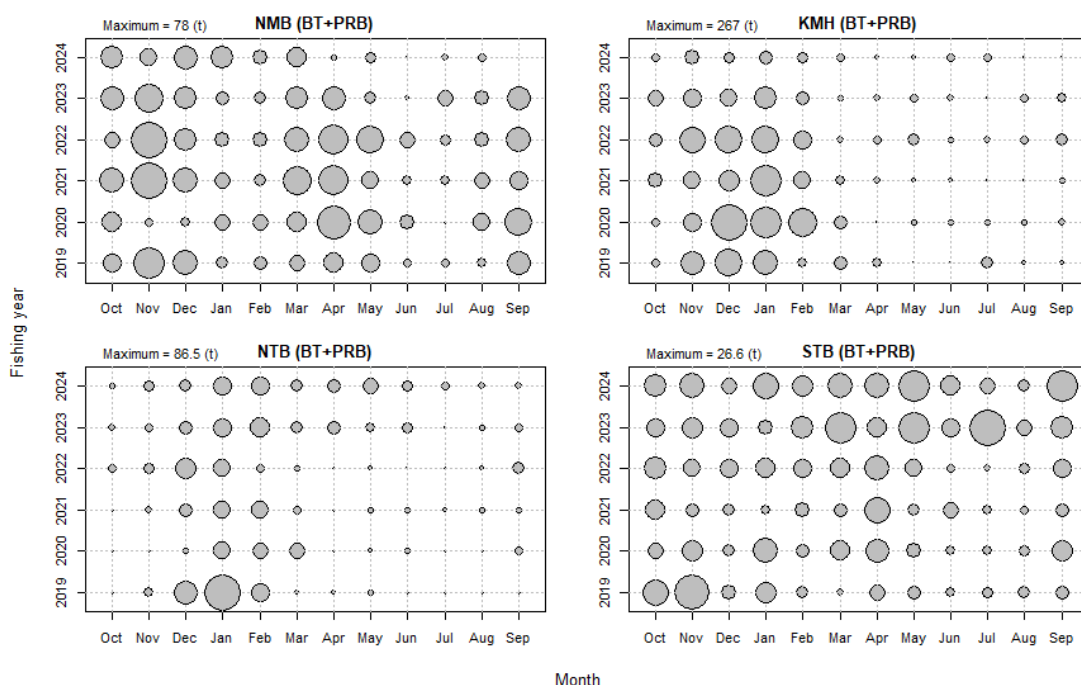 Maximum = 78 (t) NMB (BT+PRB)
2024
2023
2022
2021
2020
2019
Oct Nov Dec Jan Feb Mar Apr May Jun Jul Aug Sep
Maximum = 267 (t) KMH (BT+PRB)
2024
2023
2022
2021
2020
2019
Oct Nov Dec Jan Feb Mar Apr May Jun Jul Aug Sep
Fishing year
Maximum = 86.5 (t) NTB (BT+PRB)
2024
2023
2022
2021
2020
2019
Oct Nov Dec Jan Feb Mar Apr May Jun Jul Aug Sep
Maximum = 26.6 (t) STB (BT+PRB)
2024
2023
2022
2021
2020
2019
Oct Nov Dec Jan Feb Mar Apr May Jun Jul Aug Sep
Month